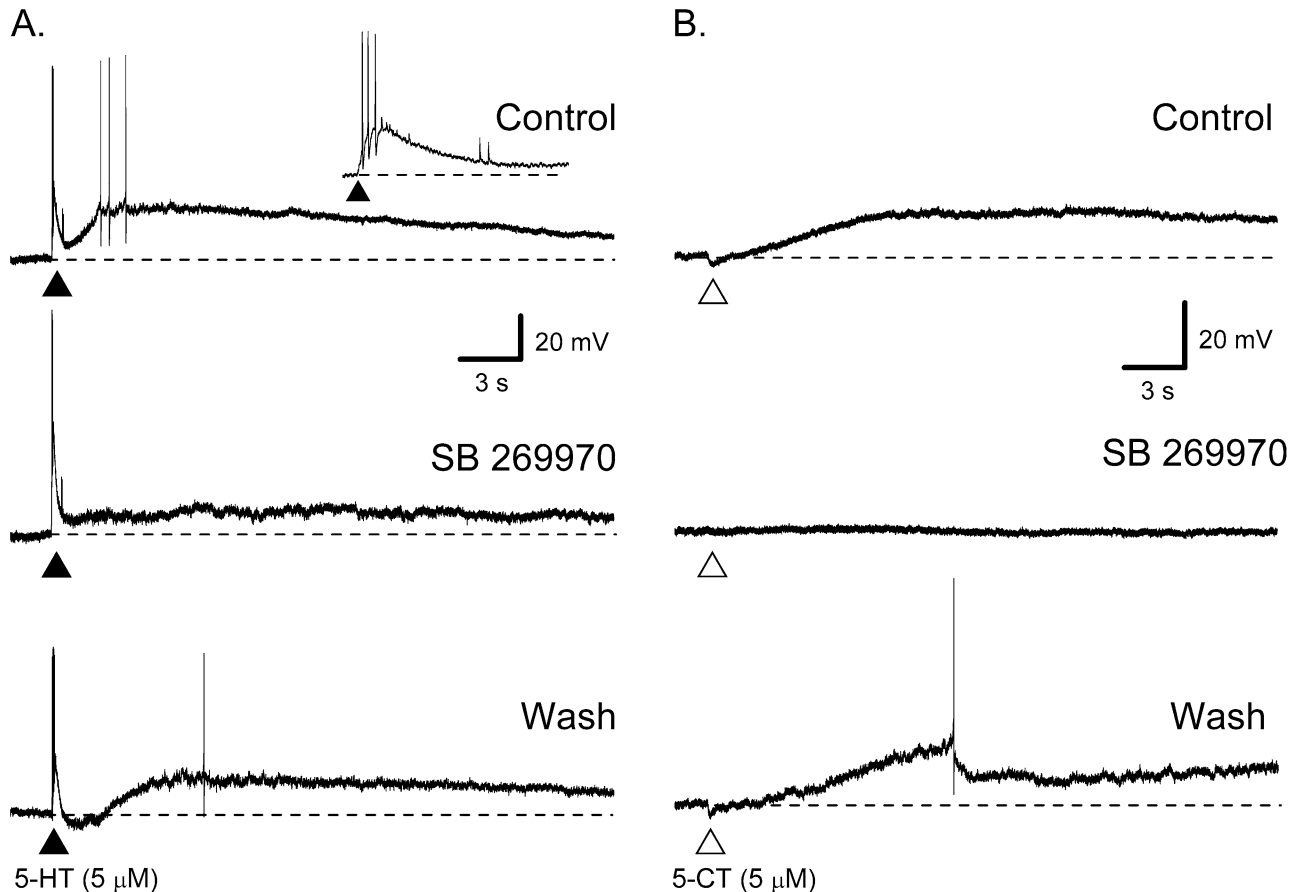 A.
Control
20 mV
3 s
SB 269970
Wash
5-HT (5 μM)
B.
Control
20 mV
3 s
SB 269970
Wash
5-CT (5 μM)